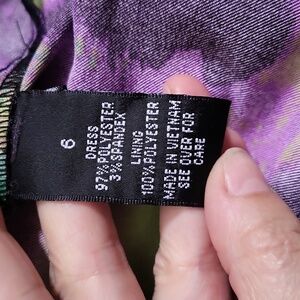 6
DRESS
97% POLYESTER
3% SPANDEX
LINING
100% POLYESTER
MADE IN VIETNAM
SEE OVER FOR
CARE